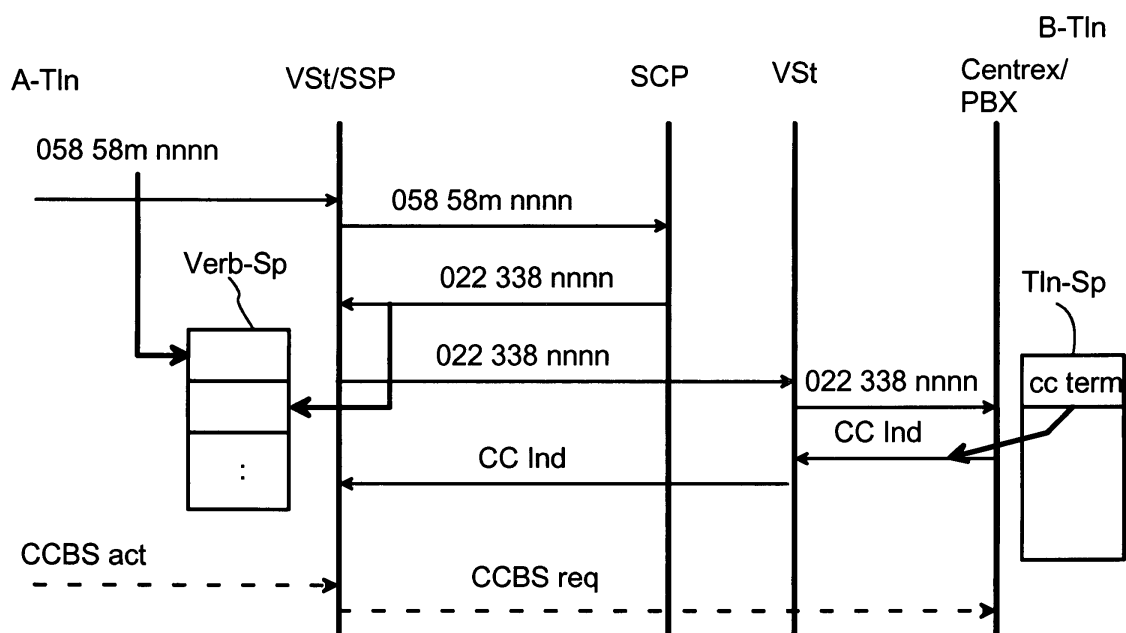 B-Tln
A-Tln
VSt/SSP
SCP
VSt
Centrex/
PBX
058 58m nnnn
058 58m nnnn
Verb-Sp
022 338 nnnn
Tln-Sp
022 338 nnnn
022 338 nnnn
cc term
CC Ind
CC Ind
:
CCBS act
CCBS req